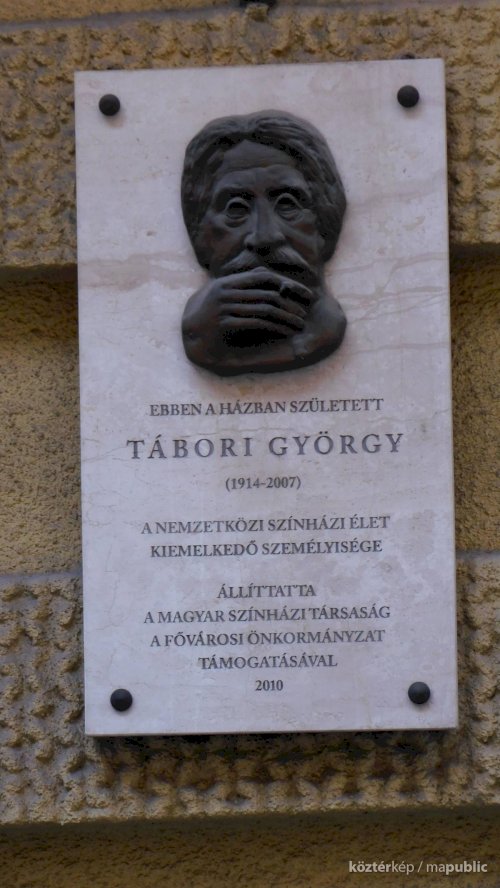 EBBEN A HÁZBAN SZÜLETETT
TÁBORI GYÖRGY
(1914-2007)
A NEMZETKÖZI SZÍNHÁZI ÉLET
KIEMELKEDŐ SZEMÉLYISÉGE
ÁLLÍTTATTA
A MAGYAR SZÍNHÁZI TÁRSASÁG
A FŐVÁROSI ÖNKORMÁNYZAT
TÁMOGATÁSÁVAL
2010
köztérkép / mapublic